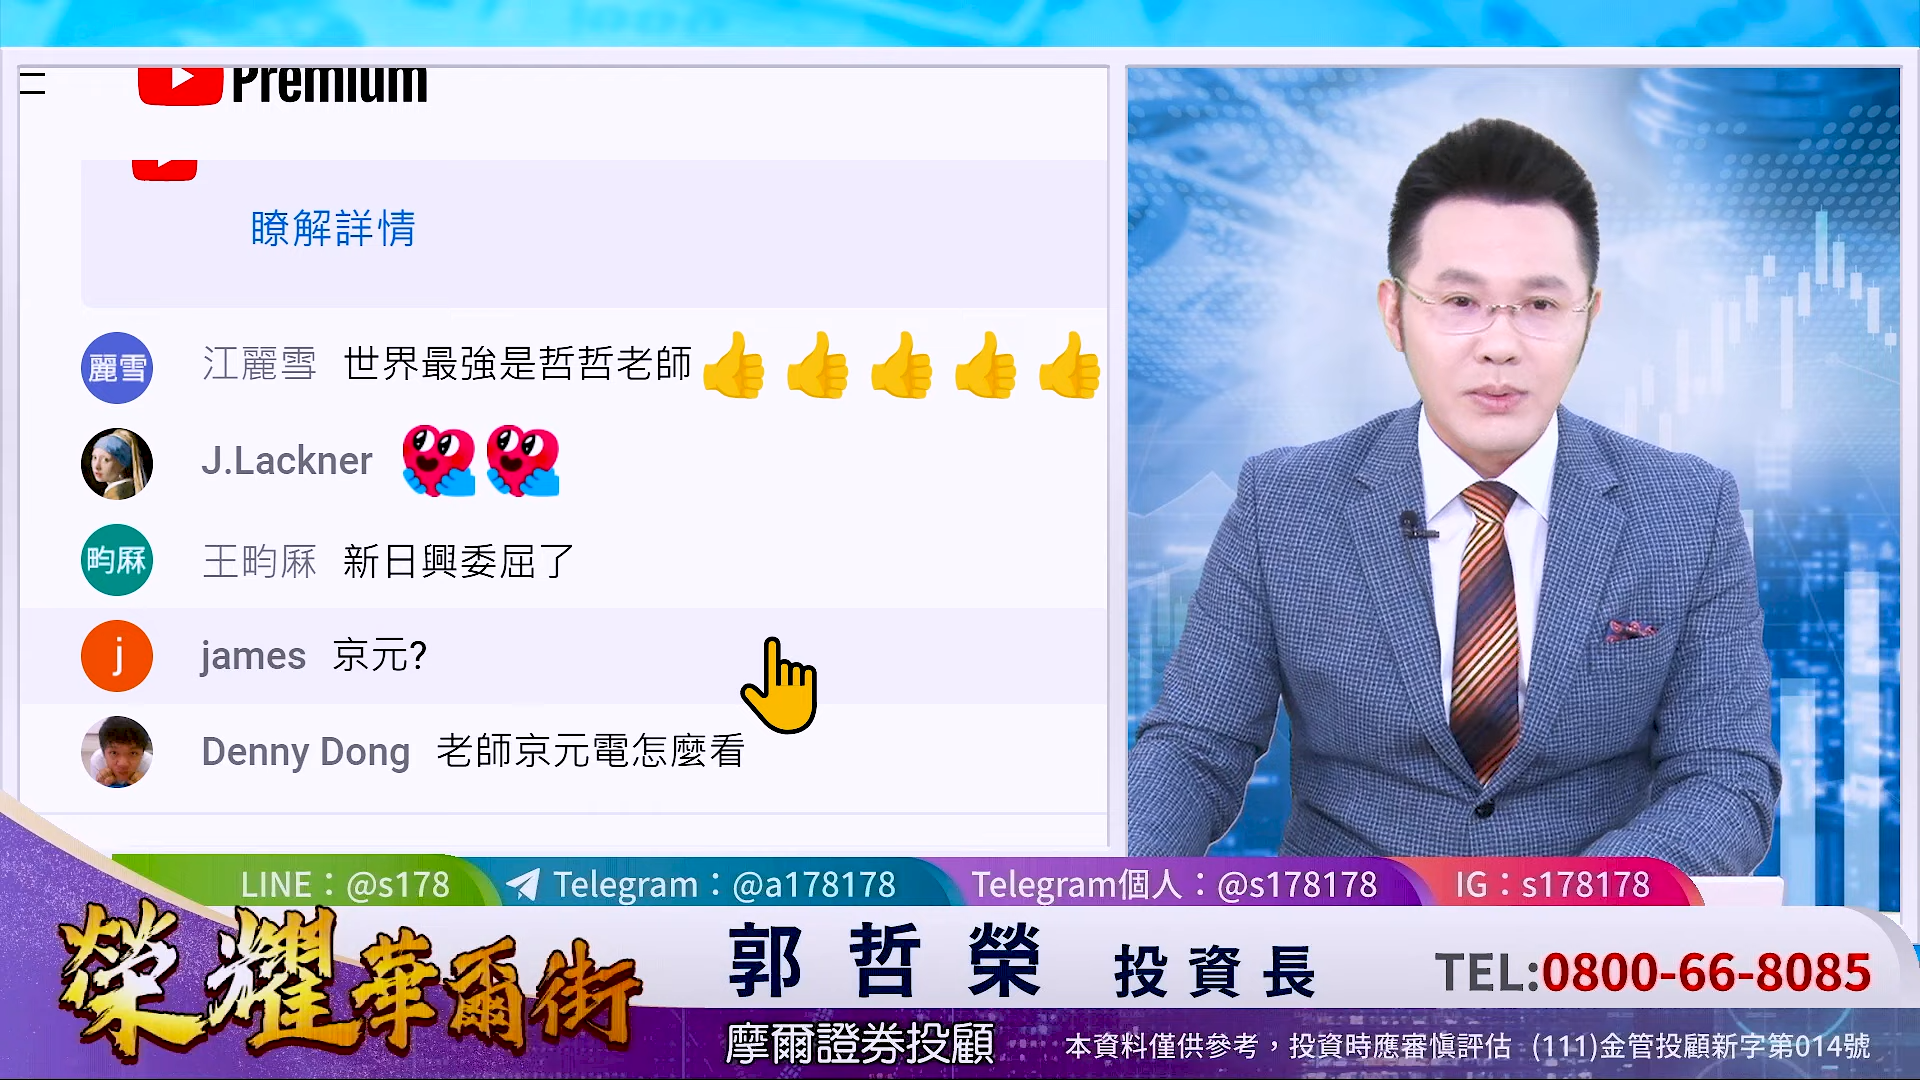 Premium
瞭解詳情
麗雪 江麗雪 世界最強是哲哲老師
J.Lackner
畇厤 王畇厤 新日興委屈了
j james 京元?
Denny Dong 老師京元電怎麼看
LINE：@s178 Telegram：@a178178 Telegram個人：@s178178 IG：s178178
榮耀華爾街
郭哲榮 投資長 TEL:0800-66-8085
摩爾證券投顧 本資料僅供參考，投資時應審慎評估 (111)金管投顧新字第014號